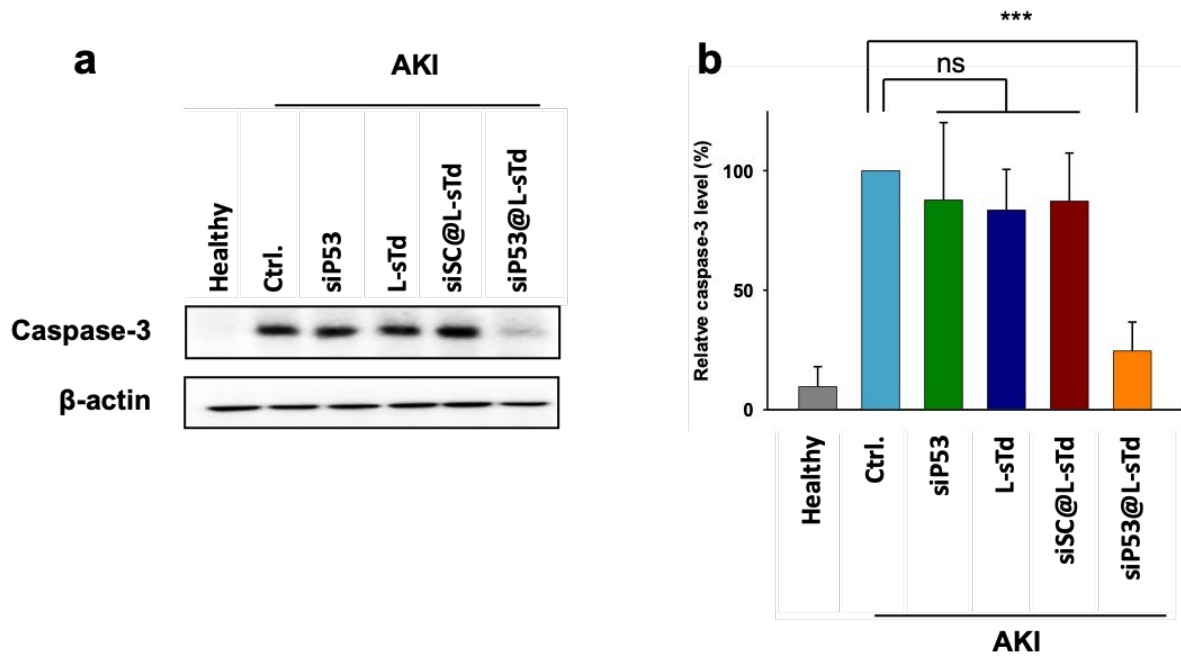 a
AKI
Healthy
Ctrl.
siP53
L-sTd
siSC@L-sTd
siP53@L-sTd
Caspase-3
β-actin
b
***
ns
Relatve caspase-3 level (%)
100
50
0
Healthy
Ctrl.
siP53
L-sTd
siSC@L-sTd
siP53@L-sTd
AKI